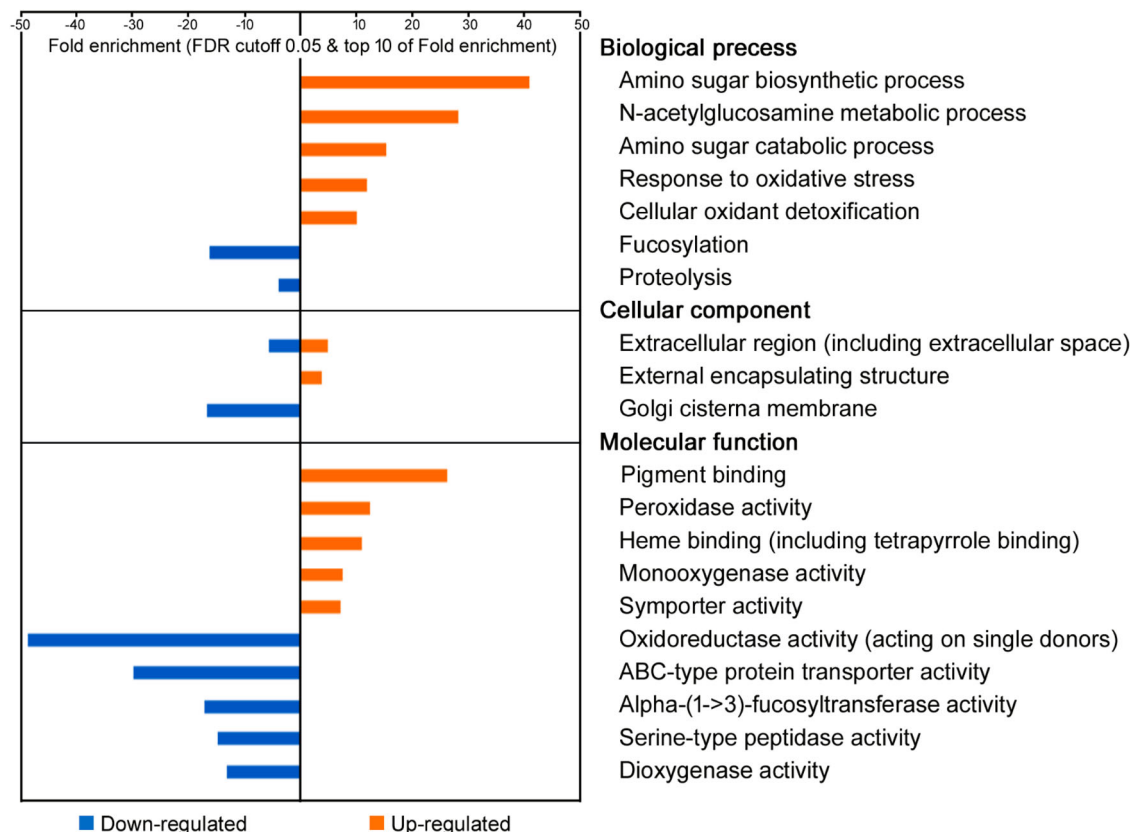 -50 -40 -30 -20 -10 0 10 20 30 40 50
Fold enrichment (FDR cutoff 0.05 & top 10 of Fold enrichment)
Biological precess
Amino sugar biosynthetic process
N-acetylglucosamine metabolic process
Amino sugar catabolic process
Response to oxidative stress
Cellular oxidant detoxification
Fucosylation
Proteolysis
Cellular component
Extracellular region (including extracellular space)
External encapsulating structure
Golgi cisterna membrane
Molecular function
Pigment binding
Peroxidase activity
Heme binding (including tetrapyrrole binding)
Monooxygenase activity
Symporter activity
Oxidoreductase activity (acting on single donors)
ABC-type protein transporter activity
Alpha-(1->3)-fucosyltransferase activity
Serine-type peptidase activity
Dioxygenase activity
Down-regulated Up-regulated